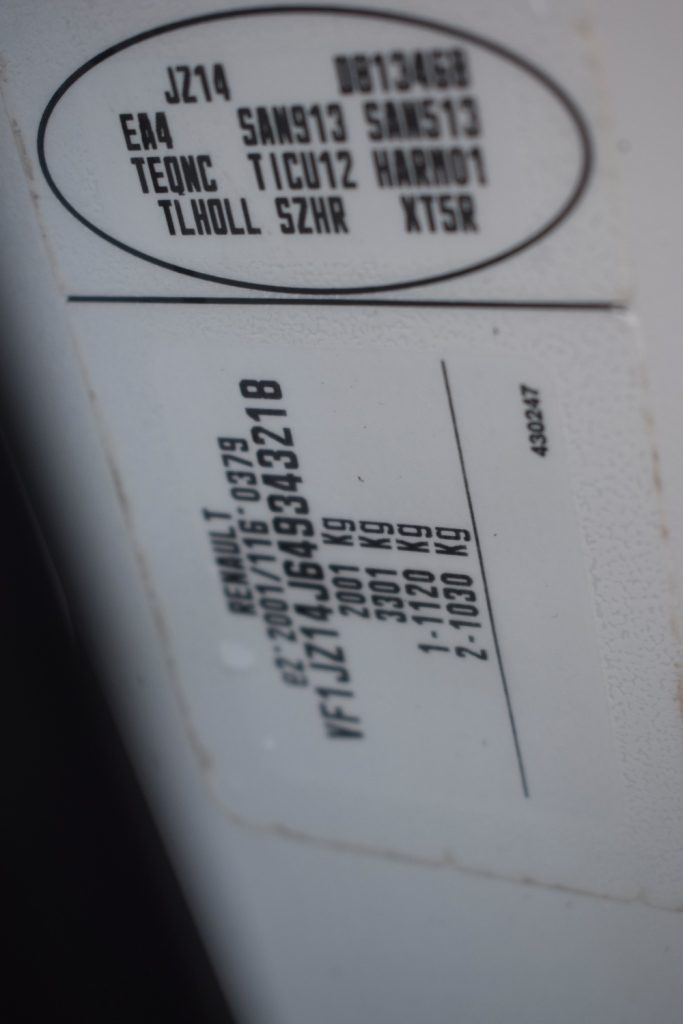 JZ14 DB13468
EA4 SAN913 SAN513
TEQNC TICU12 HARM01
TLHOLL SZHR XT5R
RENAULT
e2*2001/116*0379
VF1JZ14J649343218
2001 Kg
3301 Kg
1-1120 Kg
2-1030 Kg
430247